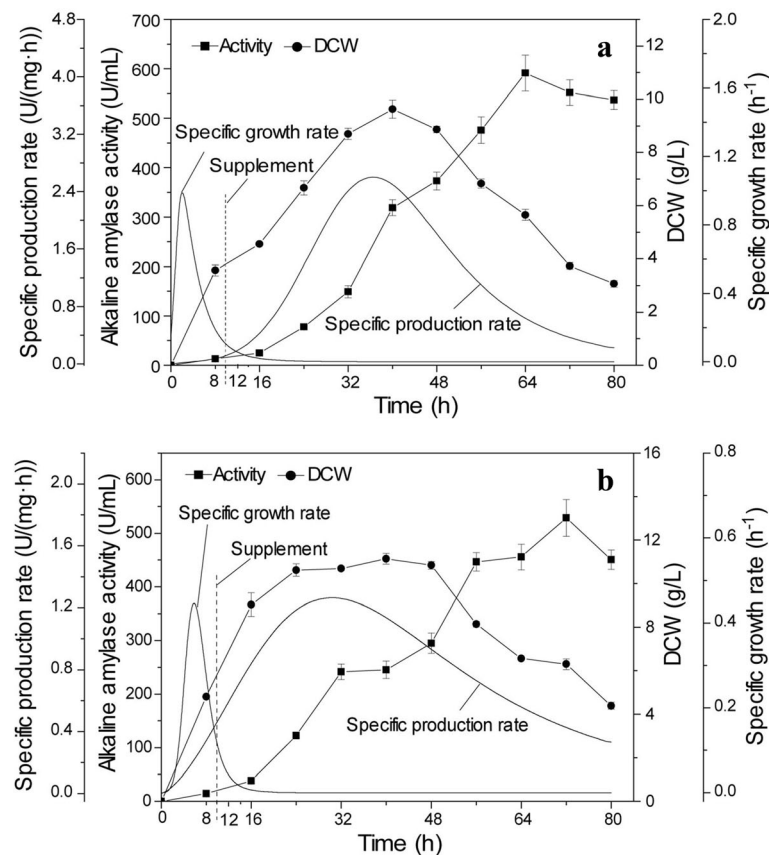 4.8 700 2.0
Activity DCW a
12
4.0 600
1.6
500 10
3.2 Specific growth rate
400 Supplement 8 1.2
2.4
300 6
0.8
1.6
200 4
0.8 100 2 0.4
Specific production rate
0.0 0 0 0.0
0 8 12 16 32 48 64 80
Time (h)
Specific production rate (U/(mg·h))
Alkaline amylase activity (U/mL)
DCW (g/L)
Specific growth rate (h-1)
16 0.8
2.0 600 Activity DCW b
Specific growth rate
500
1.6 Supplement 12 0.6
400
1.2
300 8 0.4
0.8
200
4 0.2
0.4 100 Specific production rate
0.0 0 0 0.0
0 8 12 16 32 48 64 80
Time (h)
Specific production rate (U/(mg·h))
Alkaline amylase activity (U/mL)
DCW (g/L)
Specific growth rate (h-1)